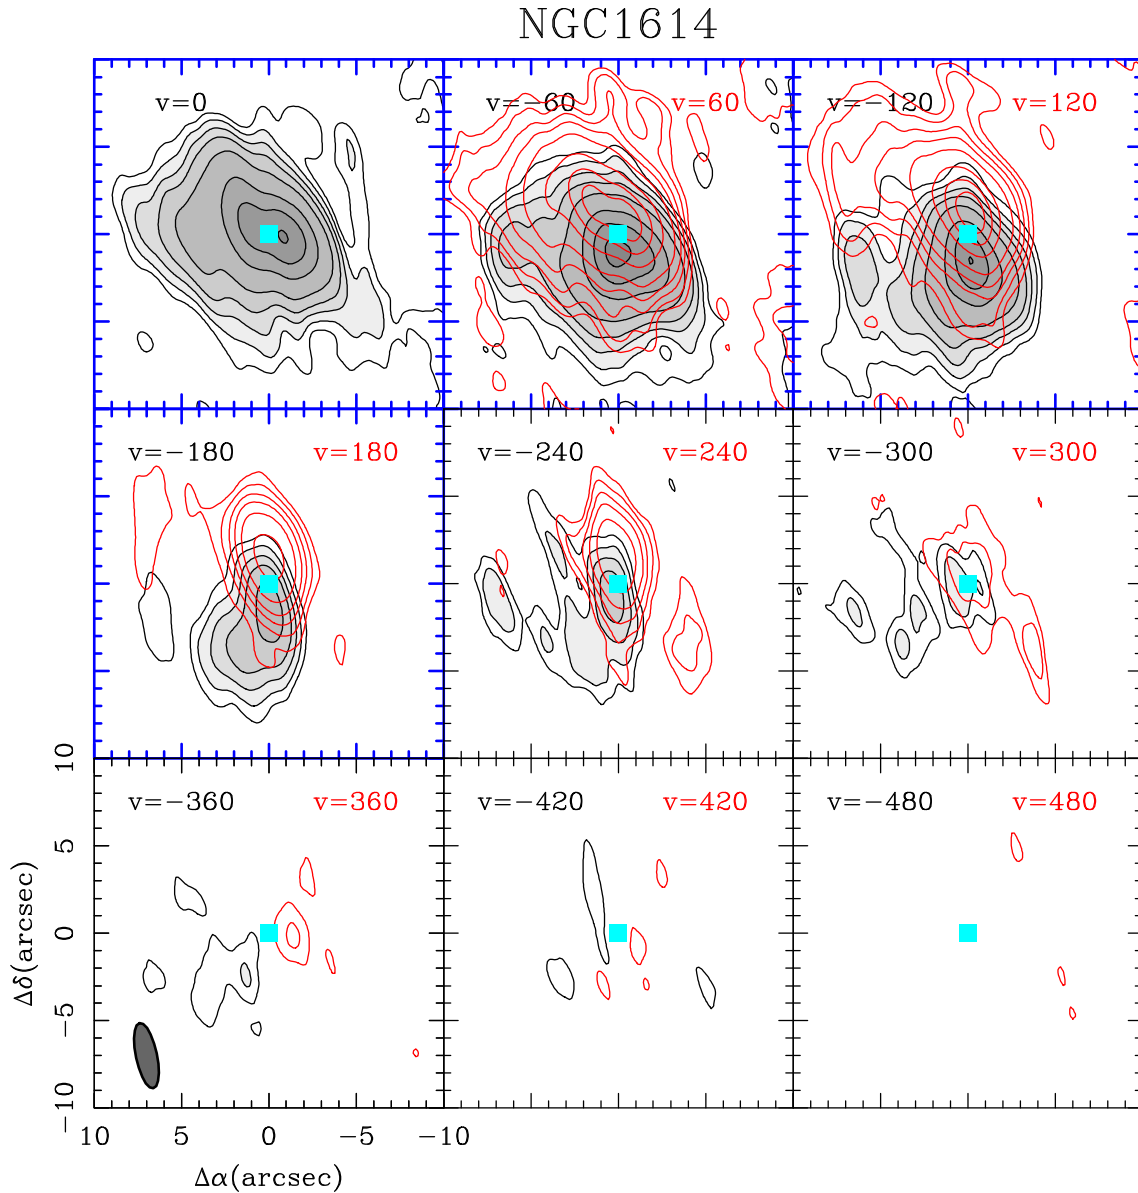 NGC1614
v=0
v=−60 v=60
v=−120 v=120
v=−180 v=180
v=−240 v=240
v=−300 v=300
v=−360 v=360
v=−420 v=420
v=−480 v=480
10
5
0
−5
−10
Δδ(arcsec)
10 5 0 −5 −10
Δα(arcsec)